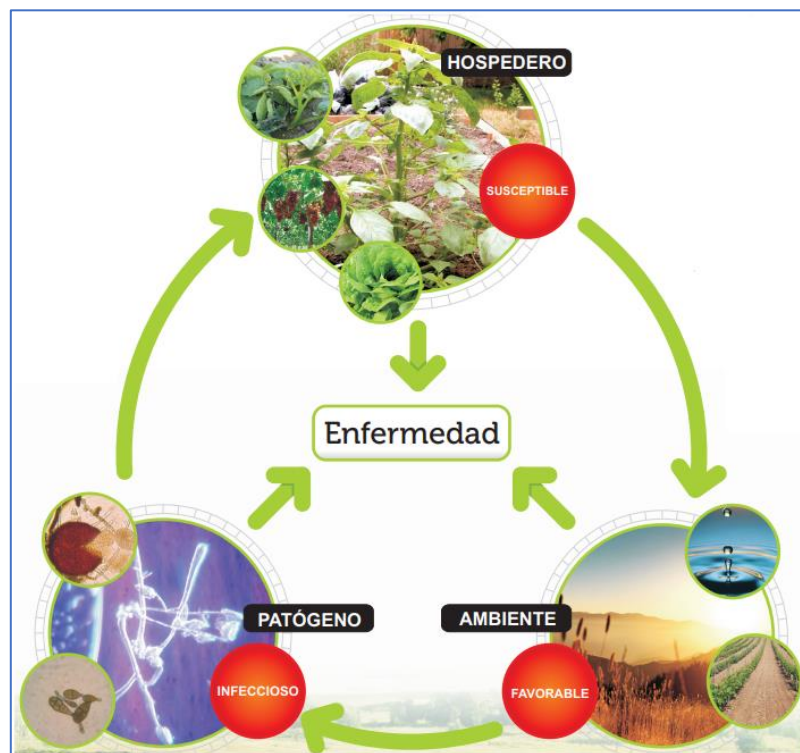 HOSPEDERO
SUSCEPTIBLE
Enfermedad
PATÓGENO
AMBIENTE
INFECCIOSO
FAVORABLE